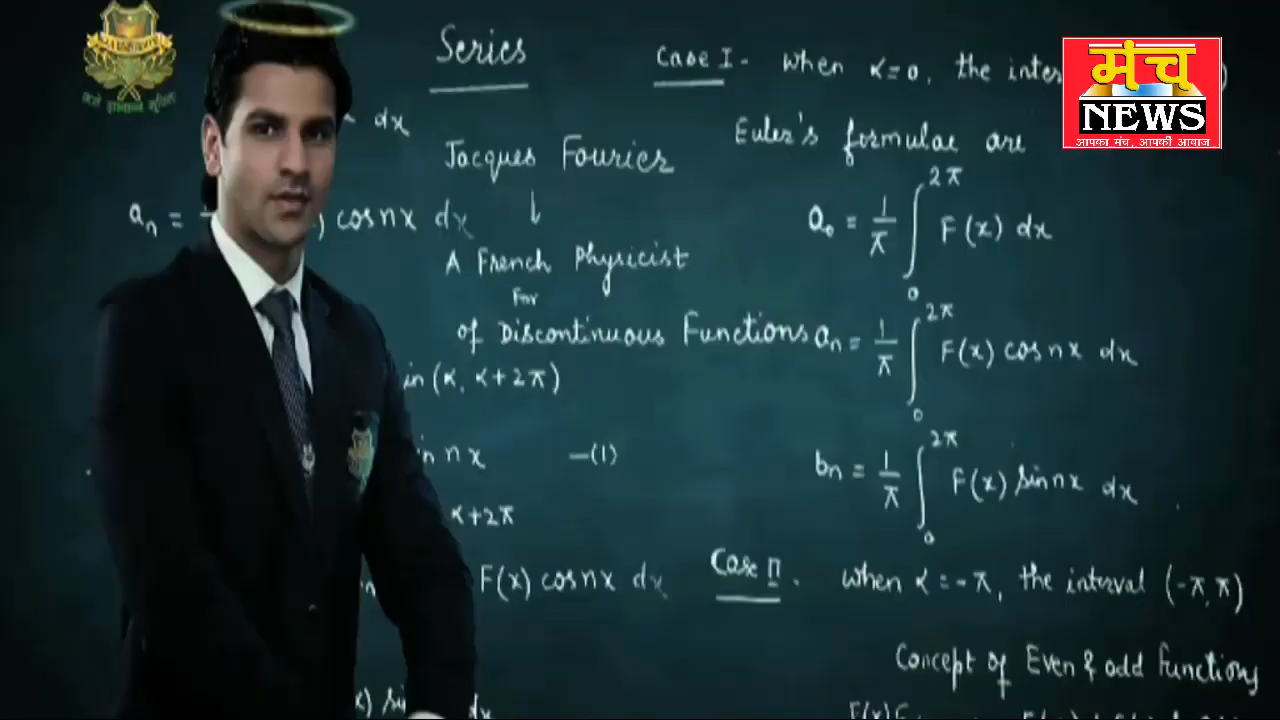 Series
dx
Jacques Fourier
aₙ = cos nx dx
A French Physicist
For
of Discontinuous Functions
in (α, α+2π)
in nx —(1)
α+2π
F(x) cos nx dx
dx
Case I - when α=0, the
Euler's formulae are
a₀ = 1/π ∫₀^2π F(x) dx
aₙ = 1/π ∫₀^2π F(x) cos nx dx
bₙ = 1/π ∫₀^2π F(x) sin nx dx
Case II. when α = -π, the interval (-π, π)
Concept of Even & odd Functions
मंच
NEWS
आपका मंच, आपकी आवाज